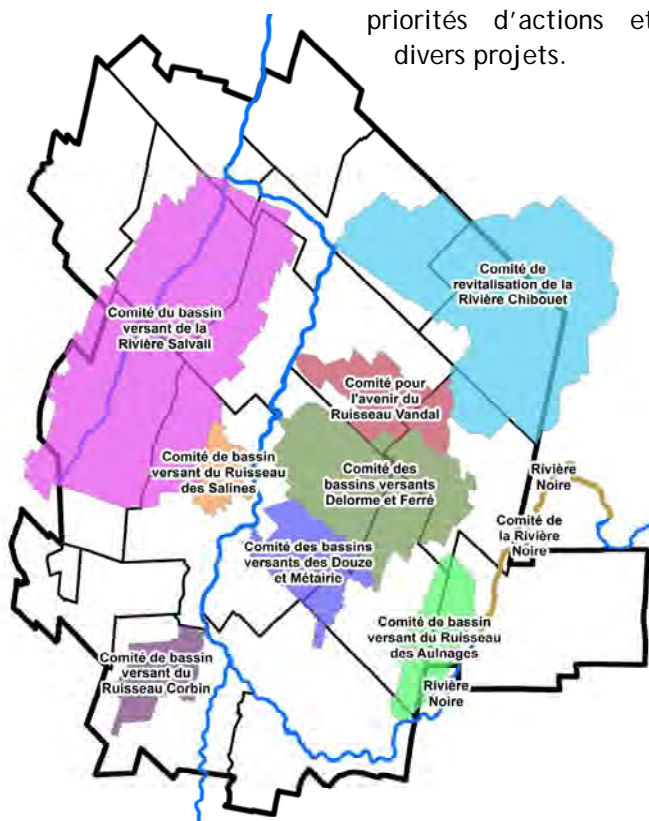 priorités d'actions et
divers projets.
Comité de
revitalisation de la
Rivière Chibouet
Comité du bassin
versant de la
Rivière Salvail
Comité pour
l'avenir du
Ruisseau Vandal
Comité de bassin
versant du Ruisseau
des Salines
Comité des
bassins versants
Delorme et Ferré
Rivière
Noire
Comité de
la Rivière
Noire
Comité des bassins
versants des Douze
et Métairie
Comité de bassin
versant du Ruisseau
des Aulnages
Comité de bassin
versant du
Ruisseau Corbin
Rivière
Noire